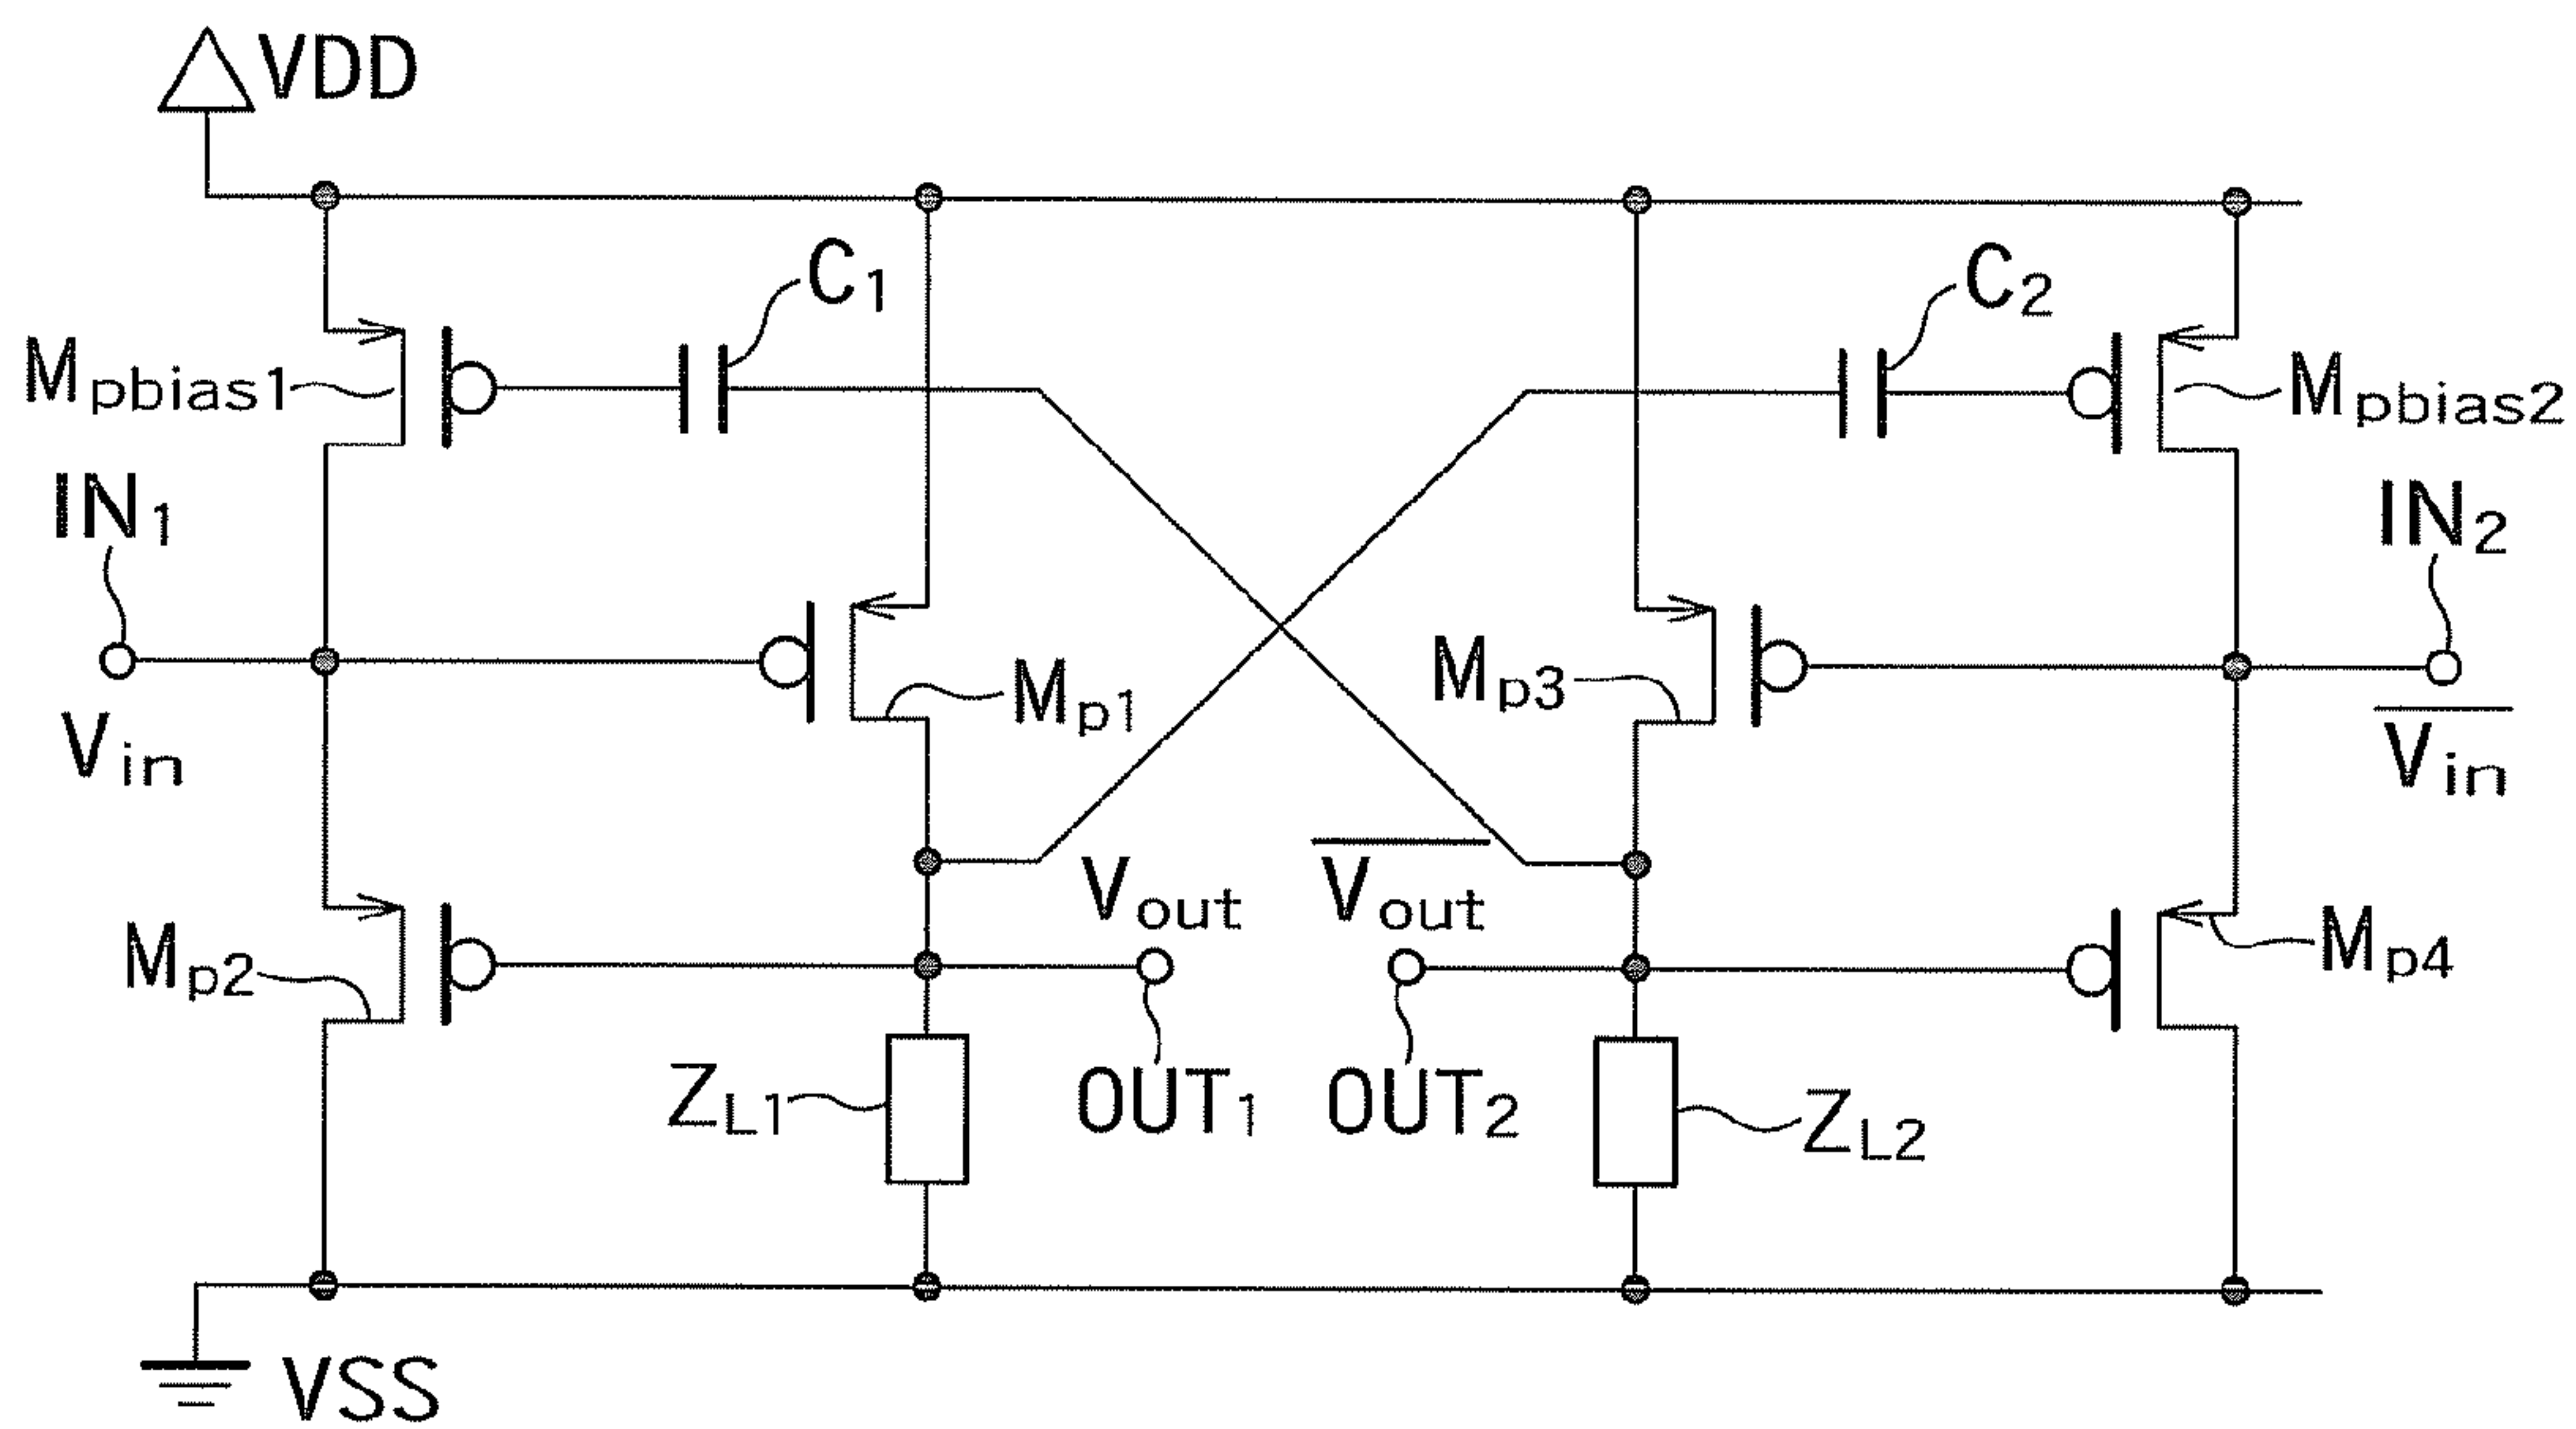 VDD
C1
C2
Mpbias1
Mpbias2
IN1
IN2
Mp1
Mp3
Vin
Vin
Vout
Vout
Mp2
Mp4
ZL1
OUT1
OUT2
ZL2
VSS